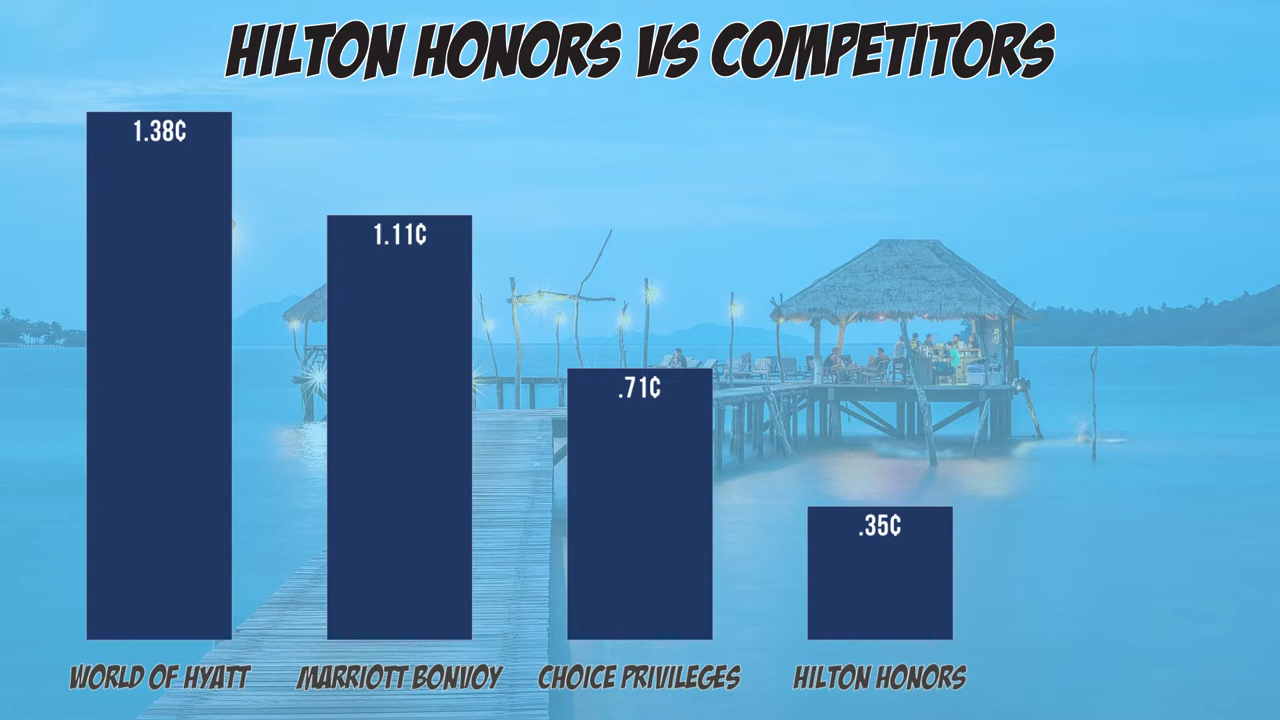 HILTON HONORS VS COMPETITORS
1.38¢
1.11¢
.71¢
.35¢
WORLD OF HYATT
MARRIOTT BONVOY
CHOICE PRIVILEGES
HILTON HONORS